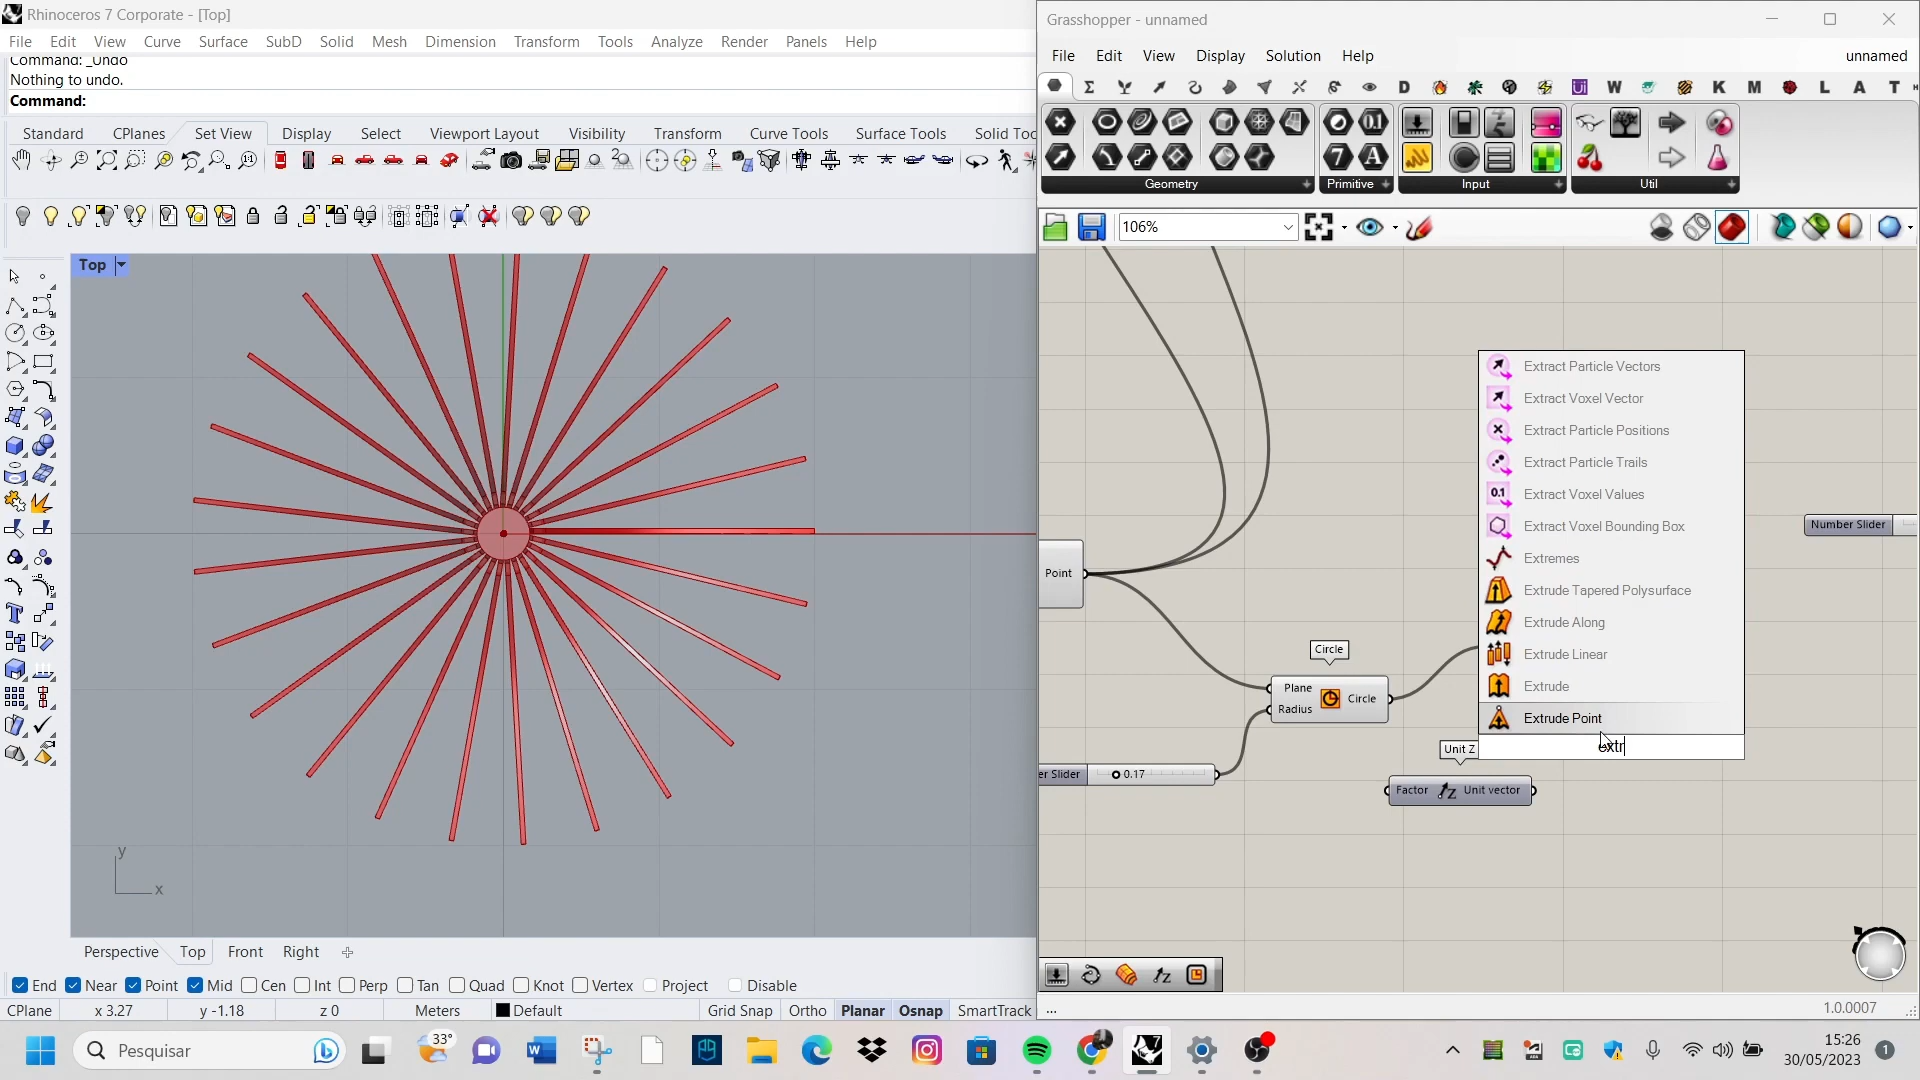 Rhinoceros 7 Corporate - [Top]
File Edit View Curve Surface SubD Solid Mesh Dimension Transform Tools Analyze Render Panels Help
Command: _Undo
Nothing to undo.
Command:
Standard CPlanes Set View Display Select Viewport Layout Visibility Transform Curve Tools Surface Tools Solid Too
Top
y
x
Perspective Top Front Right
End Near Point Mid Cen Int Perp Tan Quad Knot Vertex Project Disable
CPlane x 3.27 y -1.18 z 0 Meters Default Grid Snap Ortho Planar Osnap SmartTrack
Grasshopper - unnamed
File Edit View Display Solution Help unnamed
D Ui W K M L A T
Geometry Primitive Input Util
106%
Extract Particle Vectors
Extract Voxel Vector
Extract Particle Positions
Extract Particle Trails
Extract Voxel Values
Extract Voxel Bounding Box
Extremes
Extrude Tapered Polysurface
Extrude Along
Extrude Linear
Extrude
Extrude Point
extr
Number Slider
Point
Circle
Plane
Radius
Circle
er Slider 0.17
Unit Z
Factor Unit vector
... 1.0.0007
Pesquisar
33°
15:26
30/05/2023
1